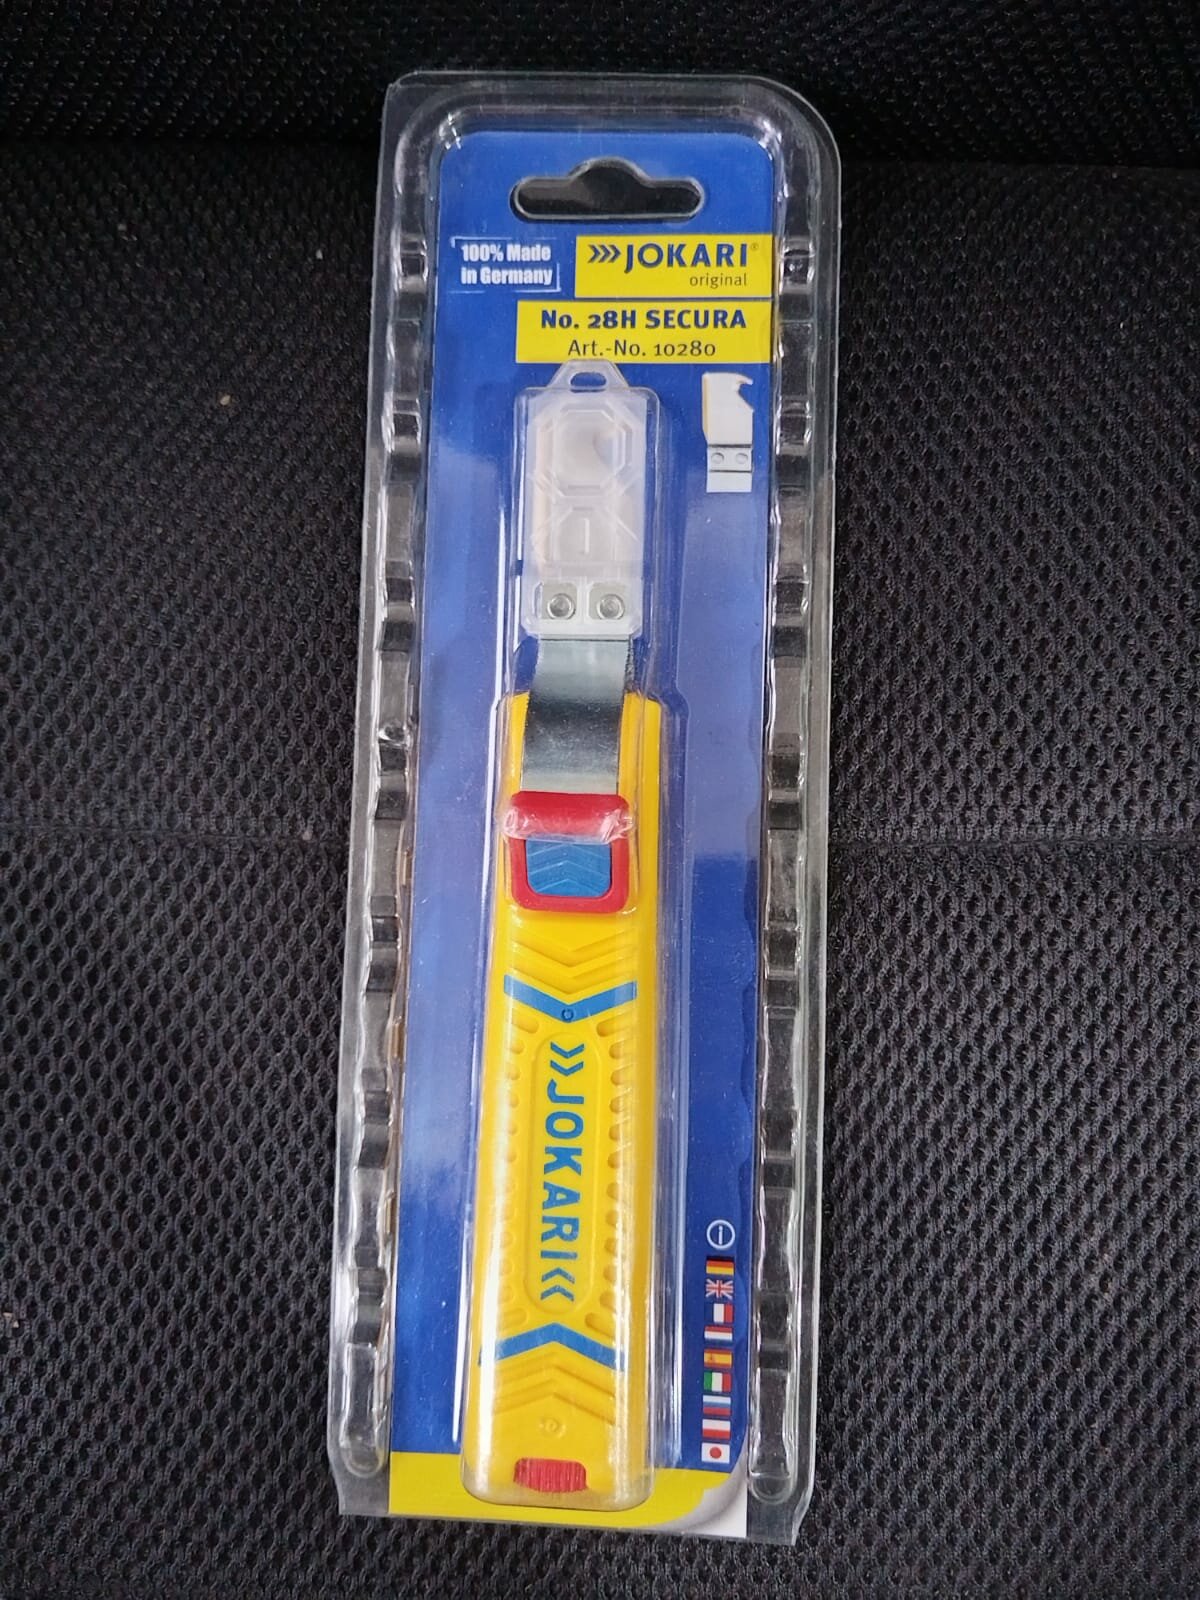 100% Made
in Germany
»»JOKARI®
original
No. 28H SECURA
Art.-No. 10280
»JOKARI«
i